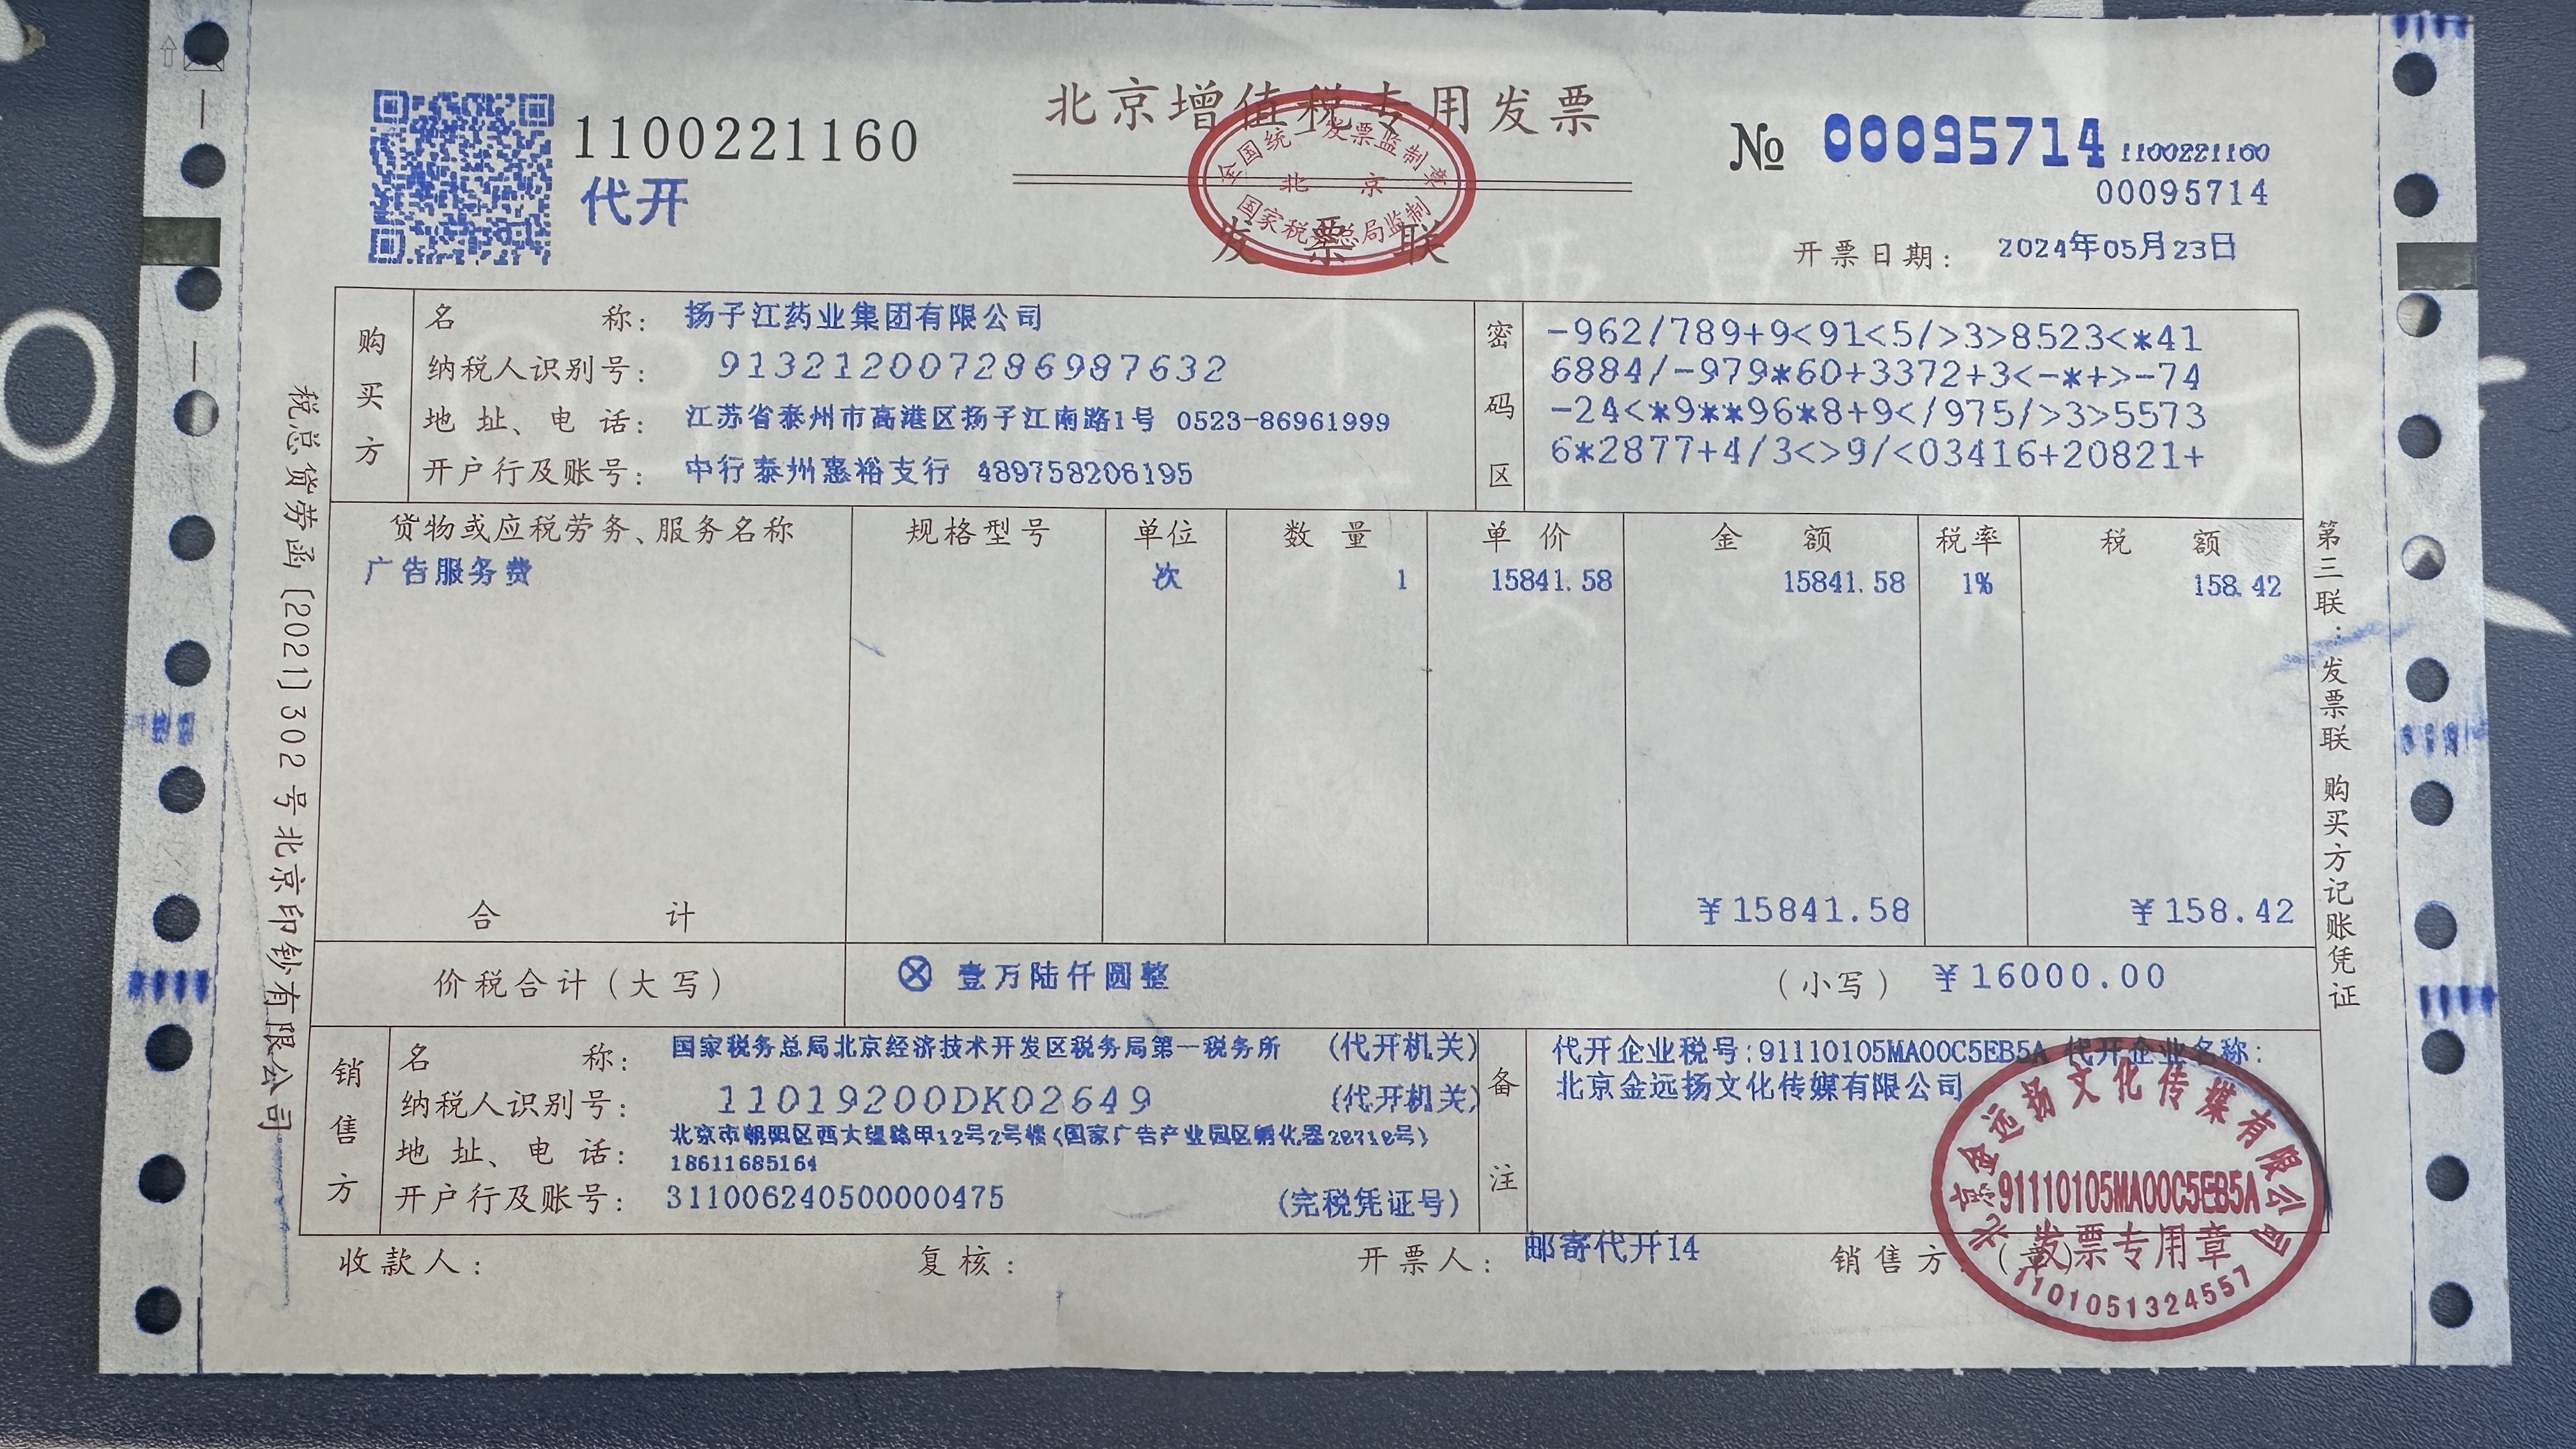 1100221160
代开
北京增值税专用发票
全国统一发票监制章
北 京
国家税务总局监制
发 票 联
№ 00095714 1100221160
00095714
开票日期： 2024年05月23日
购买方
名 称： 扬子江药业集团有限公司
纳税人识别号： 913212007286987632
地 址、电 话： 江苏省泰州市高港区扬子江南路1号 0523-86961999
开户行及账号： 中行泰州惠裕支行 489758206195
密码区
-962/789+9<91<5/>3>8523<*41
6884/-979*60+3372+3<-*+>-74
-24<*9**96*8+9</975/>3>5573
6*2877+4/3<>9/<03416+20821+
货物或应税劳务、服务名称 规格型号 单位 数 量 单 价 金 额 税率 税 额
广告服务费 次 1 15841.58 15841.58 1% 158.42
合 计 ￥15841.58 ￥158.42
价税合计（大写） ⊗ 壹万陆仟圆整 （小写） ￥16000.00
销售方
名 称： 国家税务总局北京经济技术开发区税务局第一税务所 (代开机关)
纳税人识别号： 11019200DK02649 (代开机关)
地 址、电 话： 北京市朝阳区西大望路甲12号2号楼(国家广告产业园区孵化器28718号)
18611685164
开户行及账号： 311006240500000475 (完税凭证号)
备注
代开企业税号:91110105MA00C5EB5A 代开企业名称:
北京金远扬文化传媒有限公司
收款人： 复核： 开票人： 邮寄代开14 销售方：（章）
北京金远扬文化传媒有限公司
91110105MA00C5EB5A
发票专用章
1101051324557
税总货劳函[2021]302号北京印钞有限公司
第三联：发票联 购买方记账凭证